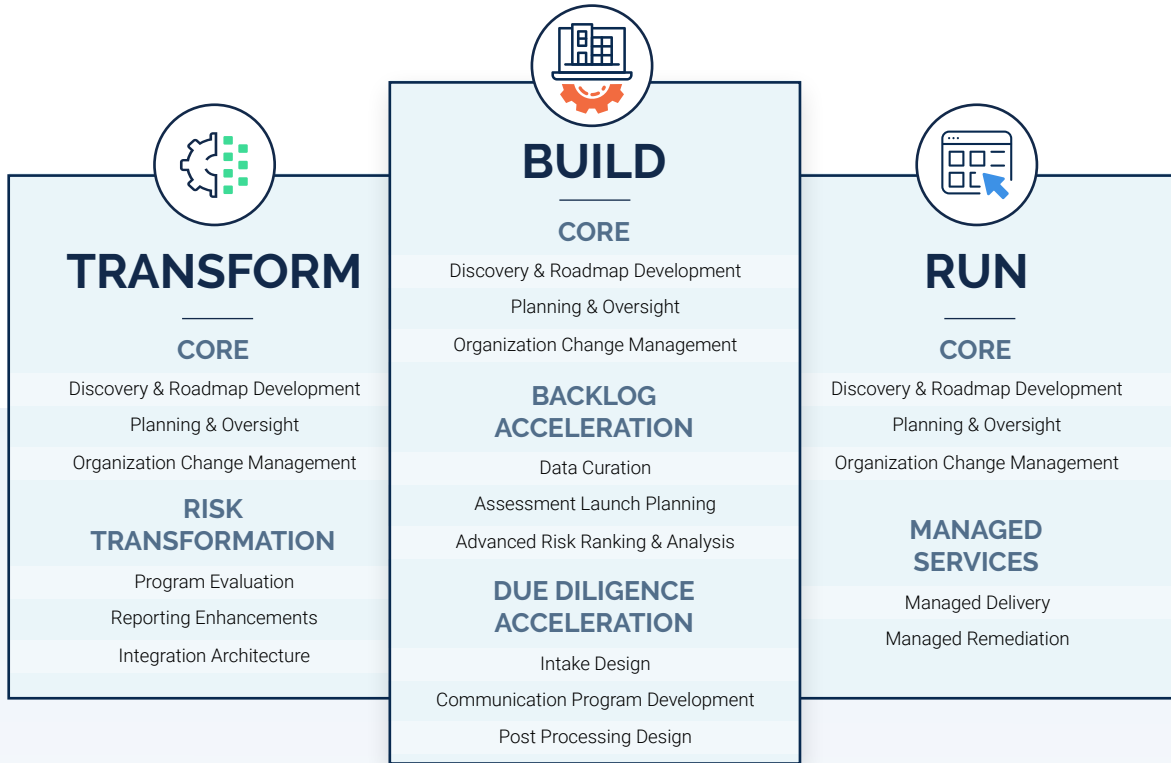 TRANSFORM
CORE
Discovery & Roadmap Development
Planning & Oversight
Organization Change Management
RISK
TRANSFORMATION
Program Evaluation
Reporting Enhancements
Integration Architecture
BUILD
CORE
Discovery & Roadmap Development
Planning & Oversight
Organization Change Management
BACKLOG
ACCELERATION
Data Curation
Assessment Launch Planning
Advanced Risk Ranking & Analysis
DUE DILIGENCE
ACCELERATION
Intake Design
Communication Program Development
Post Processing Design
RUN
CORE
Discovery & Roadmap Development
Planning & Oversight
Organization Change Management
MANAGED
SERVICES
Managed Delivery
Managed Remediation